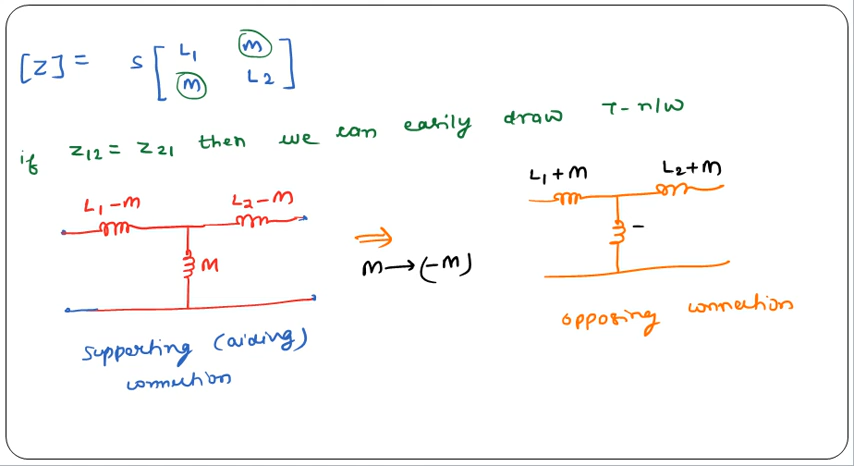 [Z] = s [ L1 m
m L2 ]
if Z12 = Z21 then we can easily draw T-n/w
L1-M L2-M
M
supporting (aiding)
connection
⇒
M→(-M)
L1+M L2+M
-
opposing connection